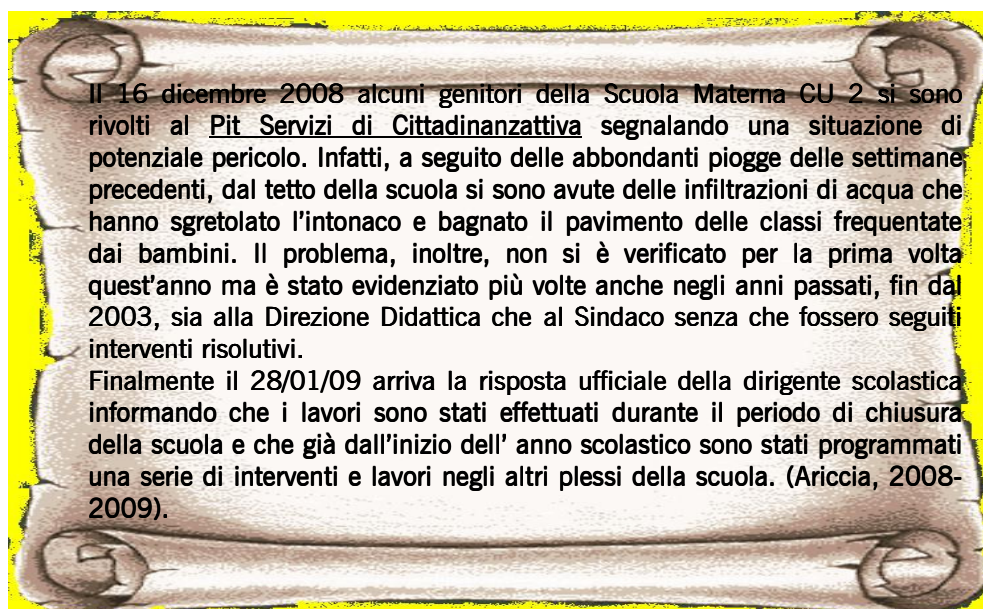 Il 16 dicembre 2008 alcuni genitori della Scuola Materna CU 2 si sono
rivolti al Pit Servizi di Cittadinanzattiva segnalando una situazione di
potenziale pericolo. Infatti, a seguito delle abbondanti piogge delle settimane
precedenti, dal tetto della scuola si sono avute delle infiltrazioni di acqua che
hanno sgretolato l'intonaco e bagnato il pavimento delle classi frequentate
dai bambini. Il problema, inoltre, non si è verificato per la prima volta
quest'anno ma è stato evidenziato più volte anche negli anni passati, fin dal
2003, sia alla Direzione Didattica che al Sindaco senza che fossero seguiti
interventi risolutivi.
Finalmente il 28/01/09 arriva la risposta ufficiale della dirigente scolastica
informando che i lavori sono stati effettuati durante il periodo di chiusura
della scuola e che già dall'inizio dell' anno scolastico sono stati programmati
una serie di interventi e lavori negli altri plessi della scuola. (Ariccia, 2008-
2009).